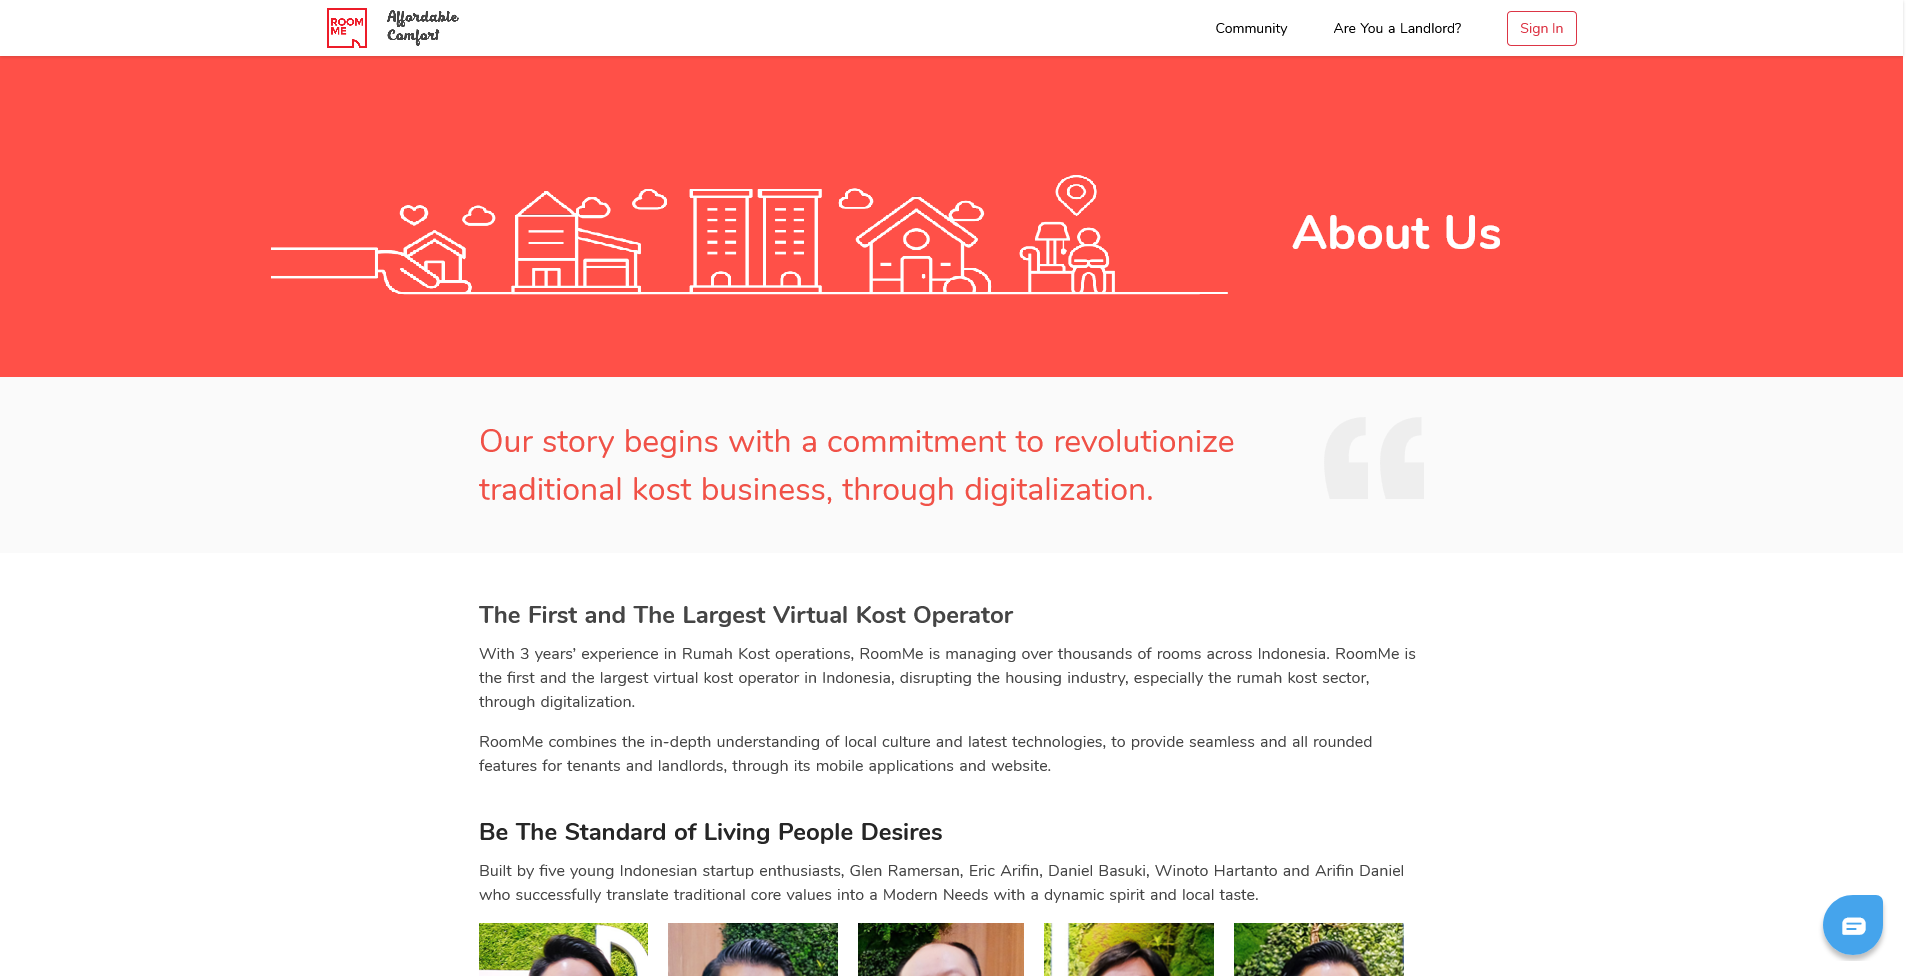 ROOM
ME
Affordable
Comfort
Community
Are You a Landlord?
Sign In
About Us
Our story begins with a commitment to revolutionize
traditional kost business, through digitalization.
“
The First and The Largest Virtual Kost Operator
With 3 years’ experience in Rumah Kost operations, RoomMe is managing over thousands of rooms across Indonesia. RoomMe is
the first and the largest virtual kost operator in Indonesia, disrupting the housing industry, especially the rumah kost sector,
through digitalization.
RoomMe combines the in-depth understanding of local culture and latest technologies, to provide seamless and all rounded
features for tenants and landlords, through its mobile applications and website.
Be The Standard of Living People Desires
Built by five young Indonesian startup enthusiasts, Glen Ramersan, Eric Arifin, Daniel Basuki, Winoto Hartanto and Arifin Daniel
who successfully translate traditional core values into a Modern Needs with a dynamic spirit and local taste.